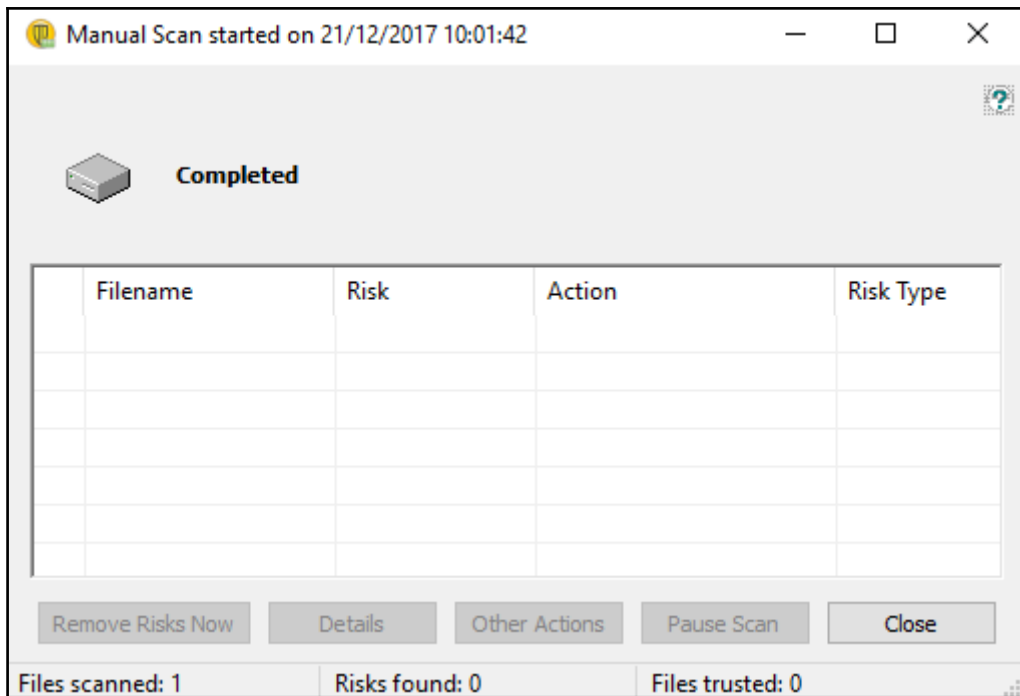 Manual Scan started on 21/12/2017 10:01:42
?
Completed
Filename Risk Action Risk Type
Remove Risks Now Details Other Actions Pause Scan Close
Files scanned: 1 Risks found: 0 Files trusted: 0